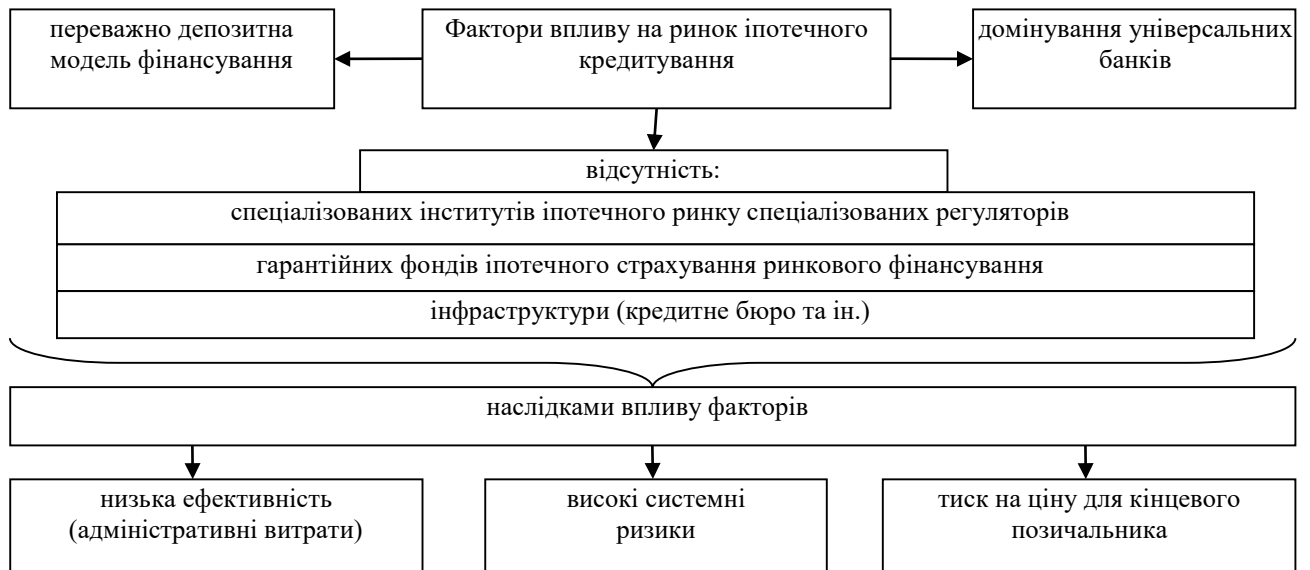 переважно депозитна
модель фінансування
Фактори впливу на ринок іпотечного
кредитування
домінування універсальних
банків
відсутність:
спеціалізованих інститутів іпотечного ринку спеціалізованих регуляторів
гарантійних фондів іпотечного страхування ринкового фінансування
інфраструктури (кредитне бюро та ін.)
наслідками впливу факторів
низька ефективність
(адміністративні витрати)
високі системні
ризики
тиск на ціну для кінцевого
позичальника